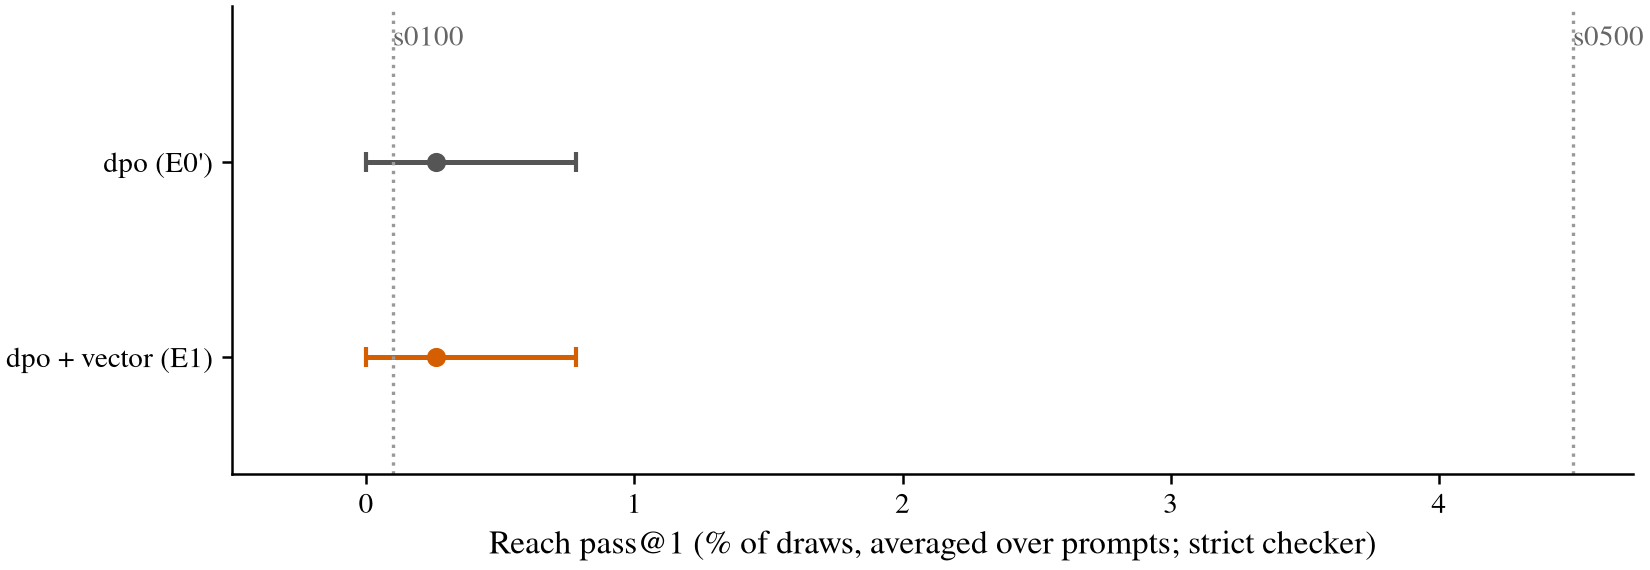 s0100
s0500
dpo (E0')
dpo + vector (E1)
0 1 2 3 4
Reach pass@1 (% of draws, averaged over prompts; strict checker)